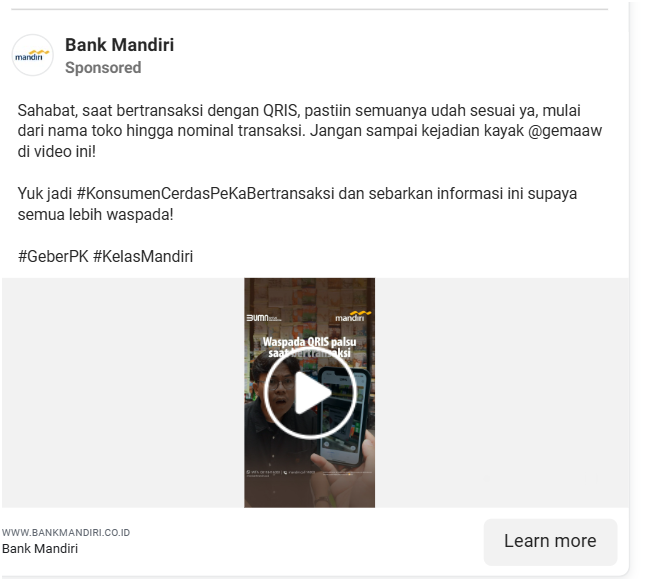 mandiri
Bank Mandiri
Sponsored
Sahabat, saat bertransaksi dengan QRIS, pastiin semuanya udah sesuai ya, mulai
dari nama toko hingga nominal transaksi. Jangan sampai kejadian kayak @gemaaw
di video ini!
Yuk jadi #KonsumenCerdasPeKaBertransaksi dan sebarkan informasi ini supaya
semua lebih waspada!
#GeberPK #KelasMandiri
BUMN
mandiri
Waspada QRIS palsu
saat bertransaksi
WWW.BANKMANDIRI.CO.ID
Bank Mandiri
Learn more